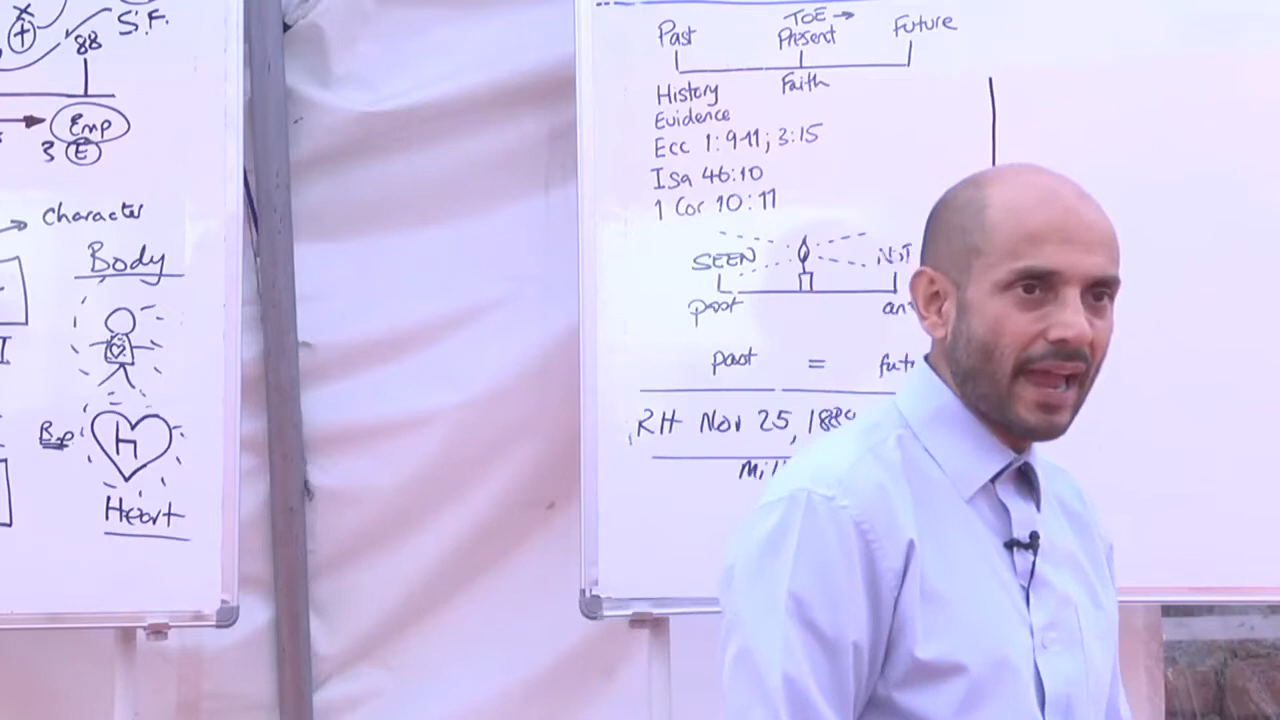 S.F.
88
Emp
3 E
Character
Body
I
B.p.
H
Heart
TOE →
Past Present Future
Faith
History
Evidence
Ecc 1:9-11; 3:15
Isa 46:10
1 Cor 10:11
SEEN
past
past =
RH Nov 25,